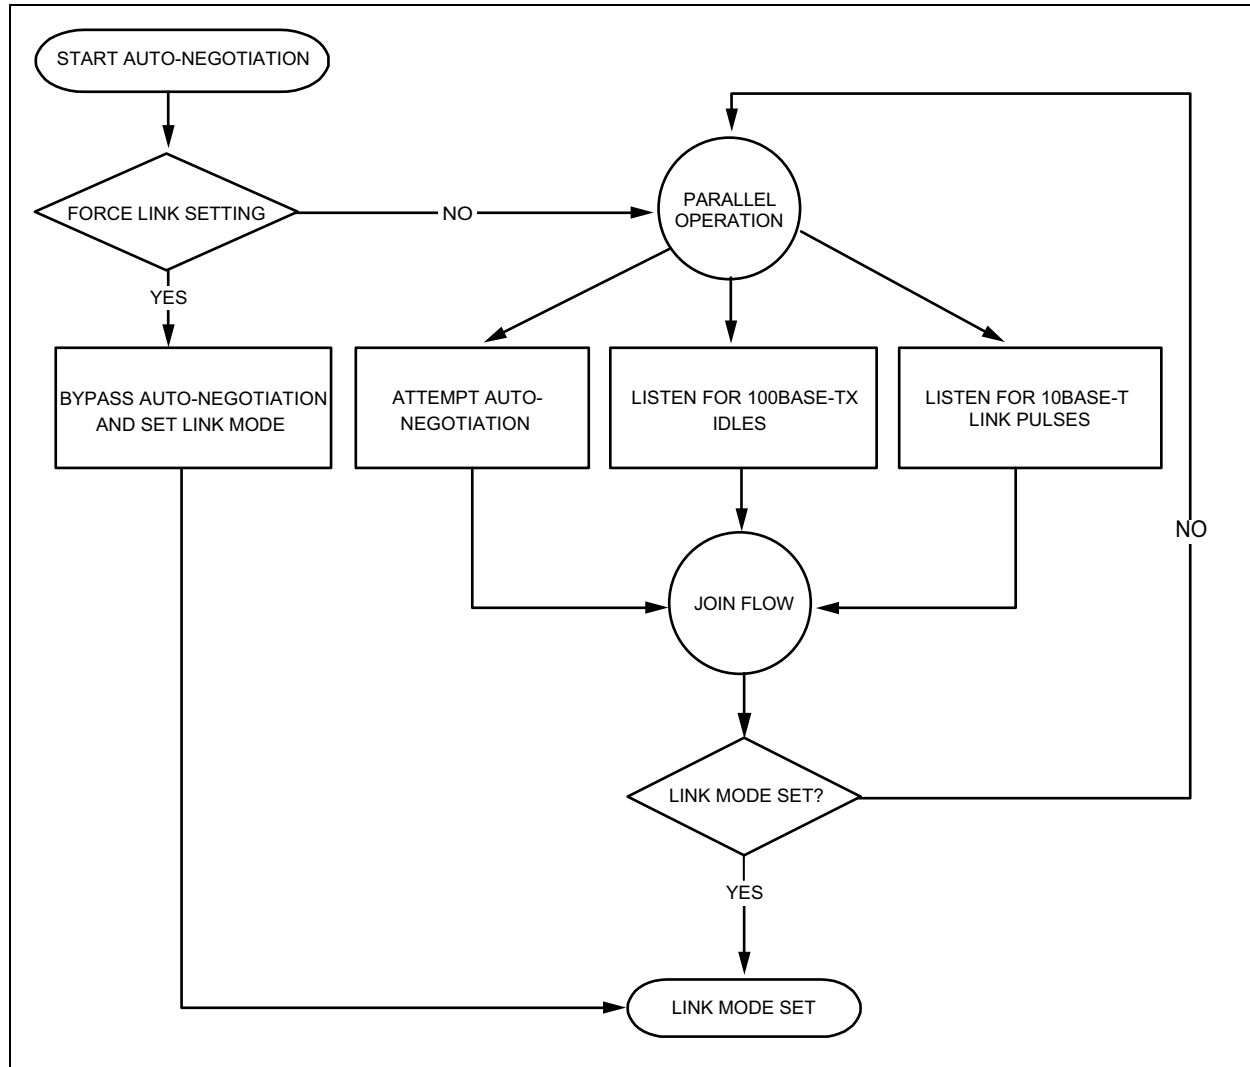 START AUTO-NEGOTIATION
FORCE LINK SETTING
NO
PARALLEL
OPERATION
YES
BYPASS AUTO-NEGOTIATION
AND SET LINK MODE
ATTEMPT AUTO-
NEGOTIATION
LISTEN FOR 100BASE-TX
IDLES
LISTEN FOR 10BASE-T
LINK PULSES
NO
JOIN FLOW
LINK MODE SET?
YES
LINK MODE SET